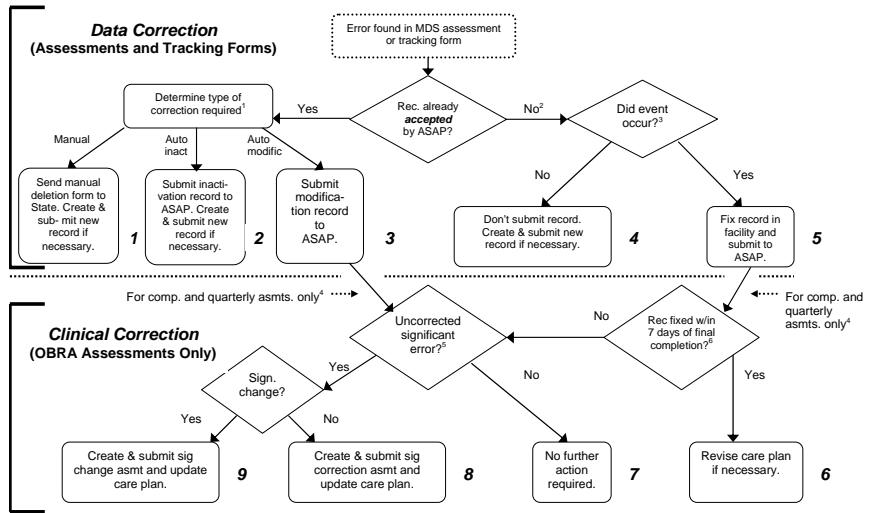 Data Correction
(Assessments and Tracking Forms)
Error found in MDS assessment
or tracking form
Determine type of
correction required1
Yes
Rec. already
accepted
by ASAP?
No2
Did event
occur?3
Manual
Auto
inact
Auto
modific
No
Yes
Send manual
deletion form to
State. Create &
sub- mit new
record if
necessary.
1
Submit inacti-
vation record to
ASAP. Create
& submit new
record if
necessary.
2
Submit
modifica-
tion record
to
ASAP.
3
Don't submit record.
Create & submit new
record if necessary.
4
Fix record in
facility and
submit to
ASAP.
5
For comp. and quarterly asmts. only4
For comp. and
quarterly
asmts. only4
Clinical Correction
(OBRA Assessments Only)
Uncorrected
significant
error?5
No
Rec fixed w/in
7 days of final
completion?6
Yes
Sign.
change?
No
Yes
Yes
No
Create & submit sig
change asmt and update
care plan.
9
Create & submit sig
correction asmt and
update care plan.
8
No further
action
required.
7
Revise care plan
if necessary.
6